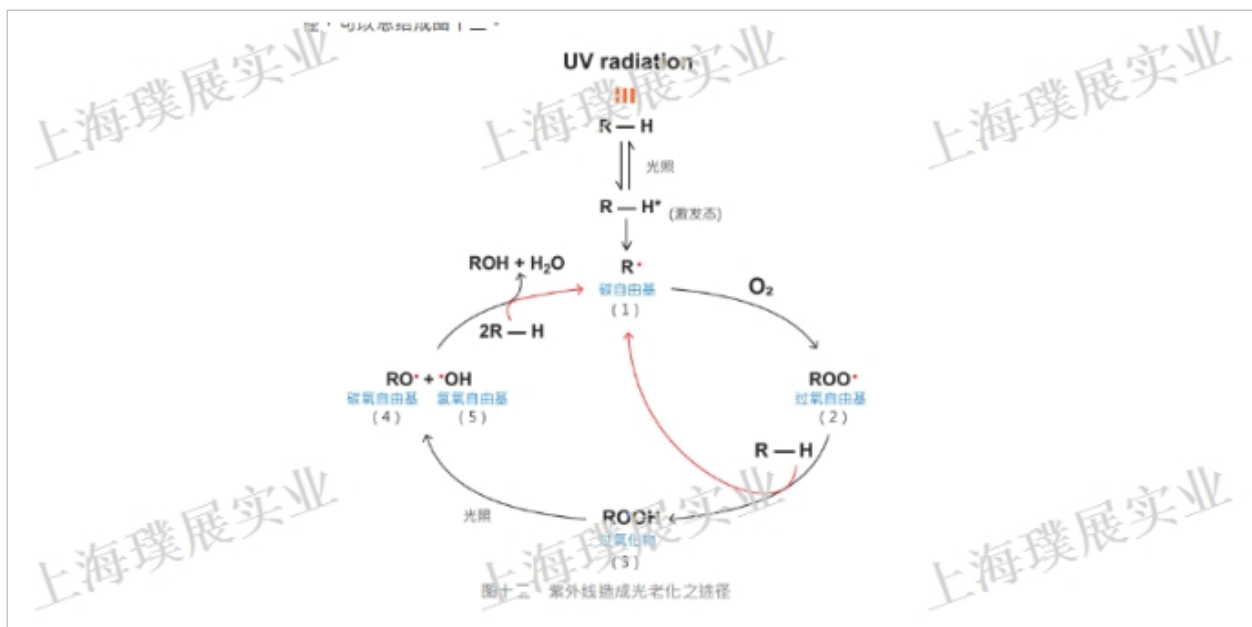 上海璞展实业 上海璞展实业 上海璞展实业
UV radiation
R — H
光照
R — H* (激发态)
R•
碳自由基
(1)
O₂
ROH + H₂O
2R — H
RO• + •OH
碳氧自由基 氢氧自由基
(4) (5)
ROO•
过氧自由基
(2)
R — H
光照
ROOH
过氧化物
(3)
上海璞展实业 上海璞展实业 上海璞展实业
图十二 紫外线造成光老化之途径